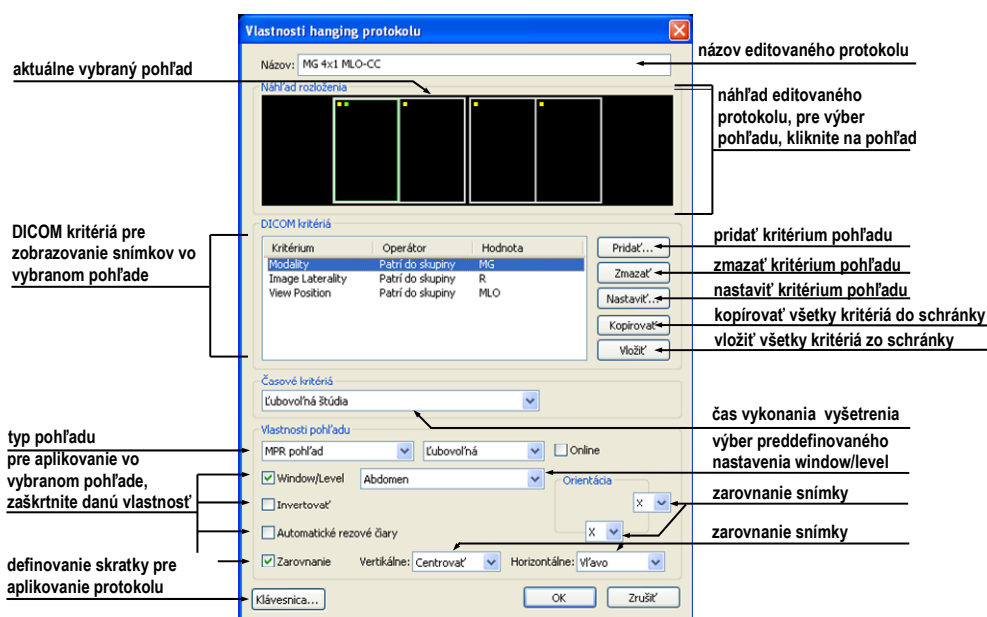 Vlastnosti hanging protokolu
názov editovaného protokolu
Názov: MG 4x1 MLO-CC
aktuálne vybraný pohľad
Náhľad rozloženia
náhľad editovaného
protokolu, pre výber
pohľadu, kliknite na pohľad
DICOM kritériá pre
zobrazovanie snímkov vo
vybranom pohľade
DICOM kritériá
Kritérium Operátor Hodnota
Modality Patrí do skupiny MG
Image Laterality Patrí do skupiny R
View Position Patrí do skupiny MLO
Pridať...
Zmazať
Nastaviť...
Kopírovať
Vložiť
pridať kritérium pohľadu
zmazať kritérium pohľadu
nastaviť kritérium pohľadu
kopírovať všetky kritériá do schránky
vložiť všetky kritériá zo schránky
Časové kritériá
Ľubovoľná štúdia
čas vykonania vyšetrenia
Vlastnosti pohľadu
typ pohľadu
MPR pohľad Ľubovoľná Online
výber preddefinovaného
nastavenia window/level
pre aplikovanie vo
vybranom pohľade,
zaškrtnite danú vlastnosť
Window/Level Abdomen
Orientácia
X
X
zarovnanie snímky
Invertovať
Automatické rezové čiary
zarovnanie snímky
Zarovnanie Vertikálne: Centrovať Horizontálne: Vľavo
definovanie skratky pre
aplikovanie protokolu
Klávesnica... OK Zrušiť